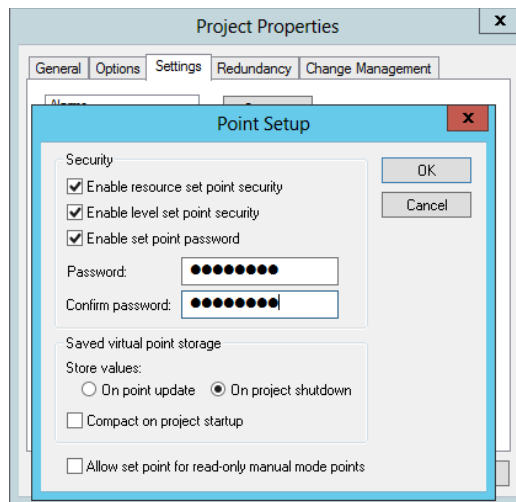 Project Properties
x
General Options Settings Redundancy Change Management
Name
Point Setup
x
Security
Enable resource set point security
Enable level set point security
Enable set point password
Password: ●●●●●●●●
Confirm password: ●●●●●●●●
OK
Cancel
Saved virtual point storage
Store values:
On point update On project shutdown
Compact on project startup
Allow set point for read-only manual mode points